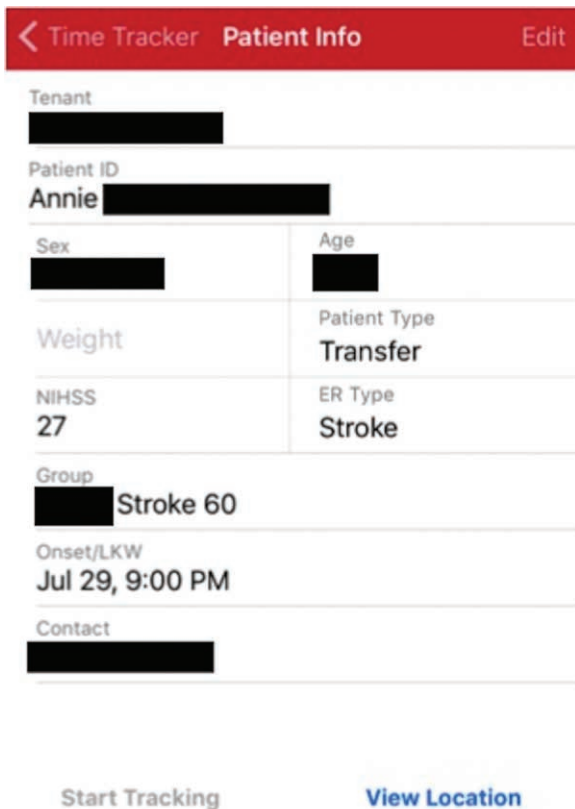 Time Tracker Patient Info Edit
Tenant
Patient ID
Annie
Sex Age
Weight Patient Type
Transfer
NIHSS ER Type
27 Stroke
Group
Stroke 60
Onset/LKW
Jul 29, 9:00 PM
Contact
Start Tracking View Location